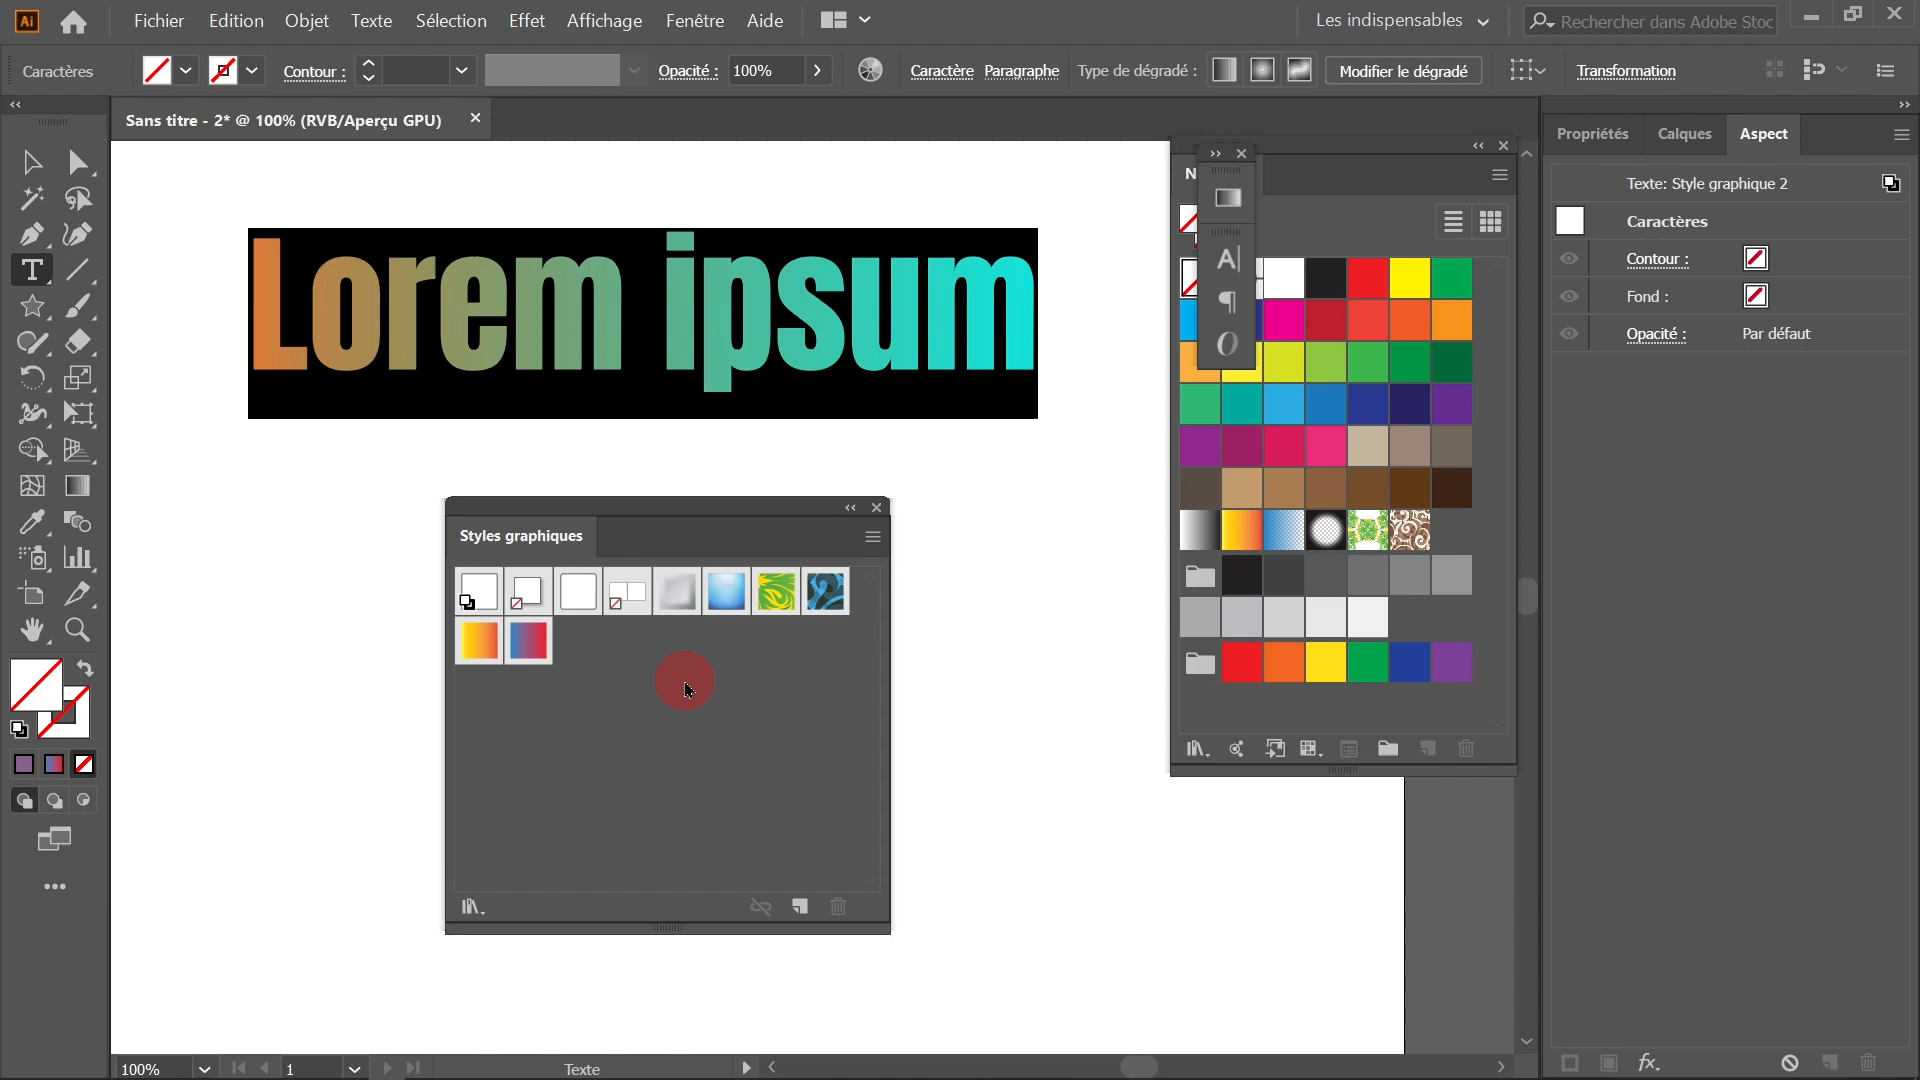 Ai Fichier Edition Objet Texte Sélection Effet Affichage Fenêtre Aide Les indispensables Rechercher dans Adobe Stoc
Caractères Contour : Opacité : 100% Caractère Paragraphe Type de dégradé : Modifier le dégradé Transformation
Sans titre - 2* @ 100% (RVB/Aperçu GPU)
Propriétés Calques Aspect
Texte: Style graphique 2
Caractères
Contour :
Fond :
Opacité : Par défaut
Lorem ipsum
Styles graphiques
100% 1 Texte